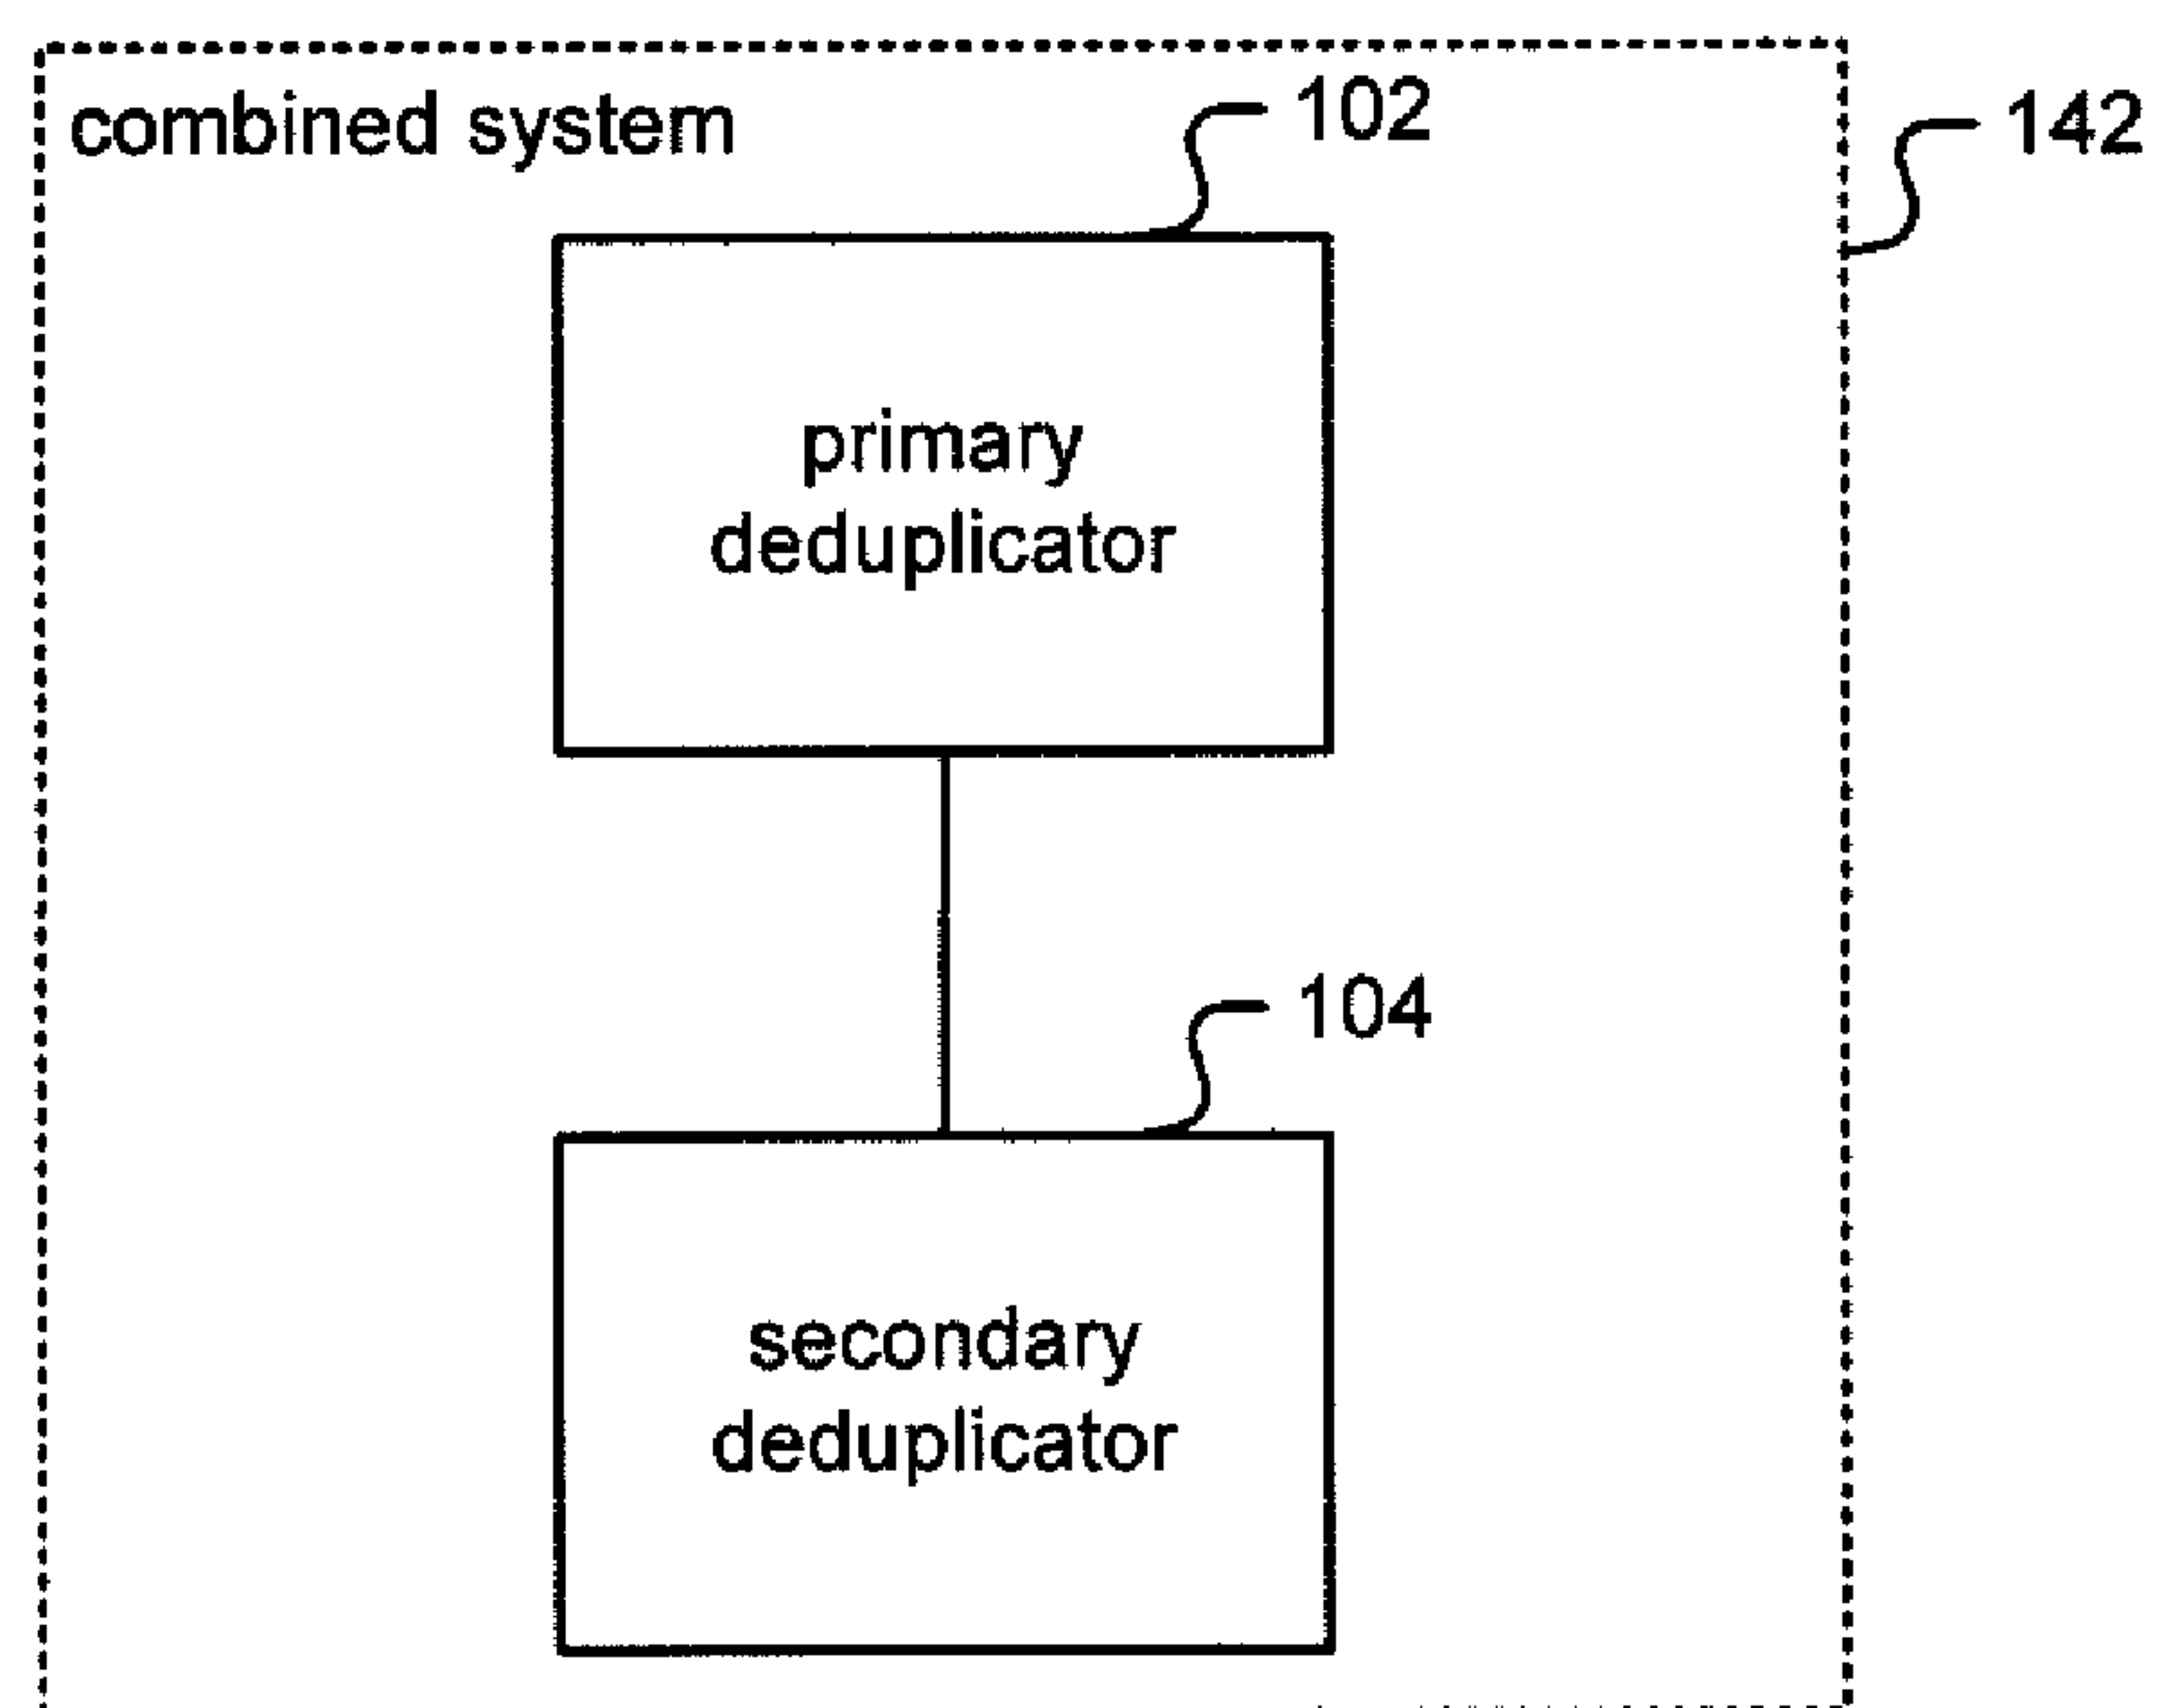 combined system
102
142
primary
deduplicator
104
secondary
deduplicator